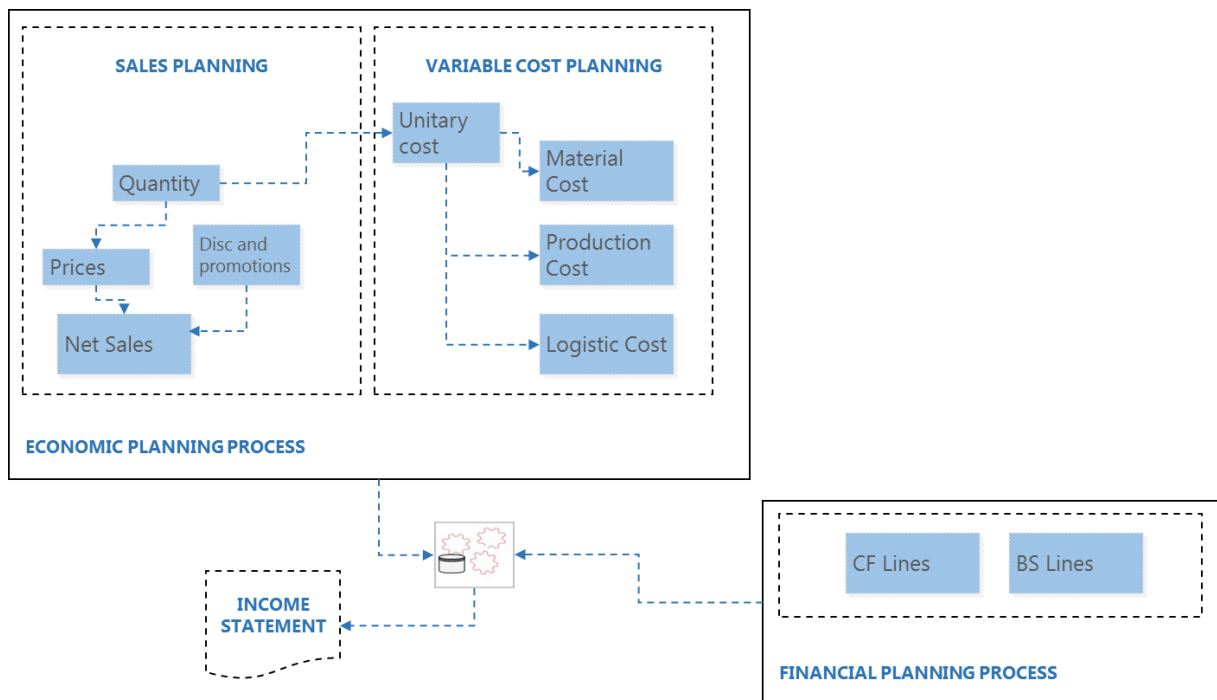 SALES PLANNING
VARIABLE COST PLANNING
Unitary
cost
Material
Cost
Quantity
Disc and
promotions
Production
Cost
Prices
Net Sales
Logistic Cost
ECONOMIC PLANNING PROCESS
CF Lines
BS Lines
INCOME
STATEMENT
FINANCIAL PLANNING PROCESS